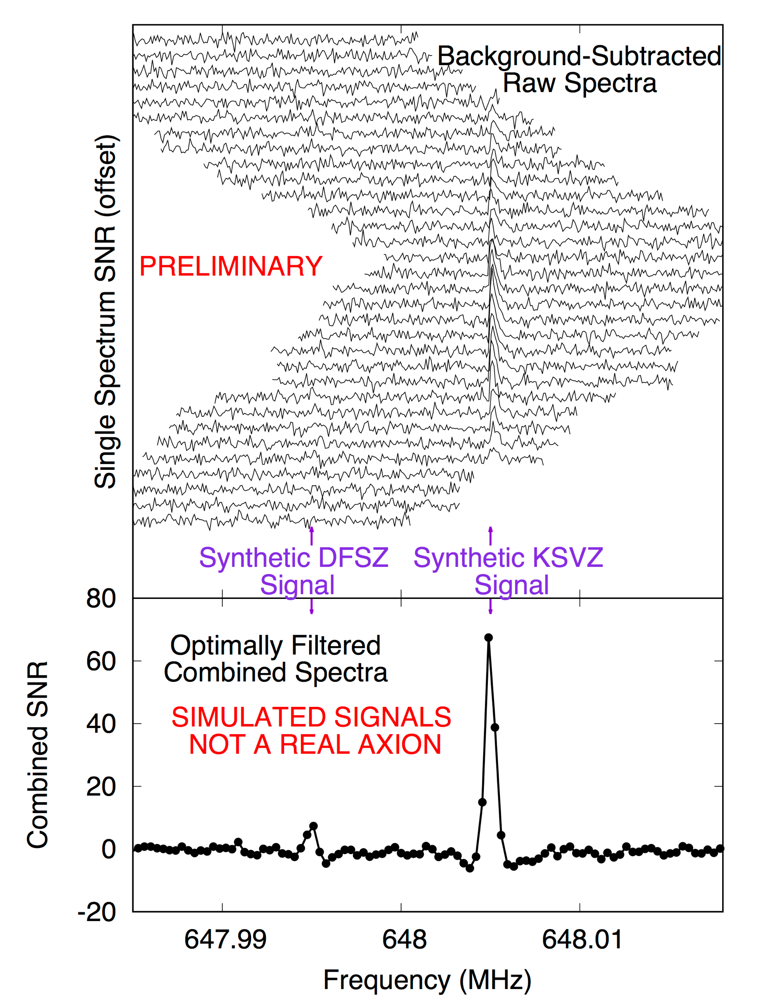 Background-Subtracted
Raw Spectra
Single Spectrum SNR (offset)
PRELIMINARY
Synthetic DFSZ
Signal
Synthetic KSVZ
Signal
80
60
40
20
0
-20
Combined SNR
Optimally Filtered
Combined Spectra
SIMULATED SIGNALS
NOT A REAL AXION
647.99
648
648.01
Frequency (MHz)